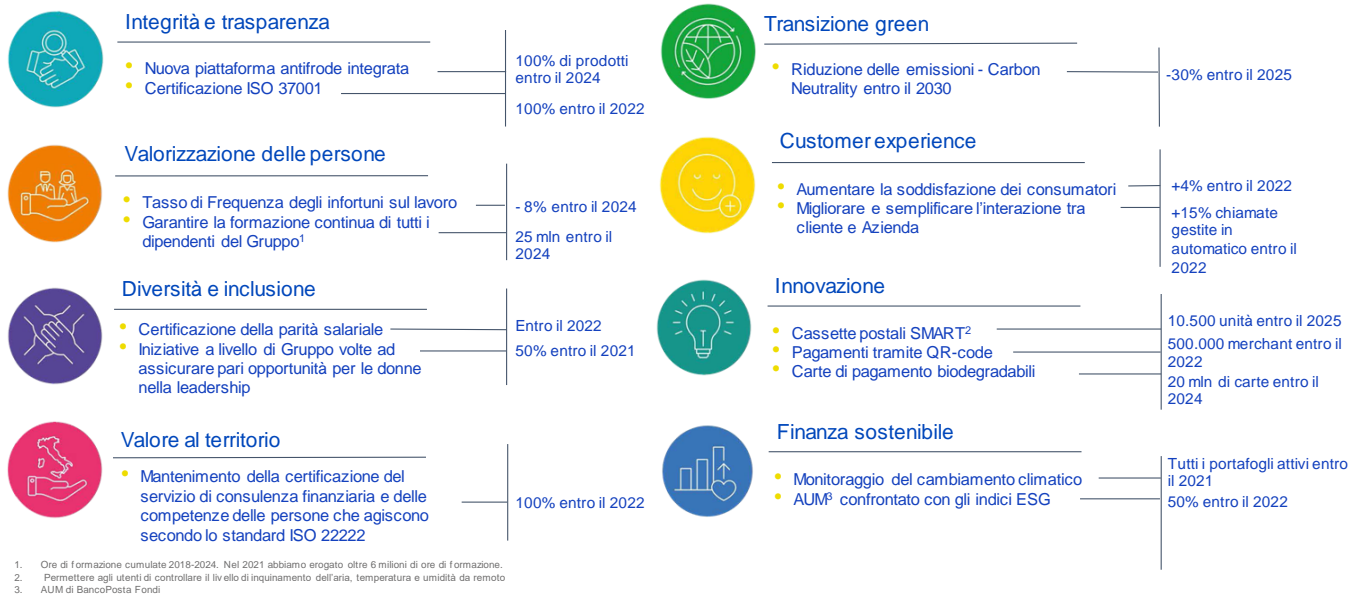 Integrità e trasparenza
Nuova piattaforma antifrode integrata
Certificazione ISO 37001
100% di prodotti
entro il 2024
100% entro il 2022
Valorizzazione delle persone
Tasso di Frequenza degli infortuni sul lavoro
Garantire la formazione continua di tutti i
dipendenti del Gruppo¹
- 8% entro il 2024
25 mln entro il
2024
Diversità e inclusione
Certificazione della parità salariale
Iniziative a livello di Gruppo volte ad
assicurare pari opportunità per le donne
nella leadership
Entro il 2022
50% entro il 2021
Valore al territorio
Mantenimento della certificazione del
servizio di consulenza finanziaria e delle
competenze delle persone che agiscono
secondo lo standard ISO 22222
100% entro il 2022
Transizione green
Riduzione delle emissioni - Carbon
Neutrality entro il 2030
-30% entro il 2025
Customer experience
Aumentare la soddisfazione dei consumatori
Migliorare e semplificare l'interazione tra
cliente e Azienda
+4% entro il 2022
+15% chiamate
gestite in
automatico entro il
2022
Innovazione
Cassette postali SMART²
Pagamenti tramite QR-code
Carte di pagamento biodegradabili
10.500 unità entro il 2025
500.000 merchant entro il
2022
20 mln di carte entro il
2024
Finanza sostenibile
Monitoraggio del cambiamento climatico
AUM³ confrontato con gli indici ESG
Tutti i portafogli attivi entro
il 2021
50% entro il 2022
1. Ore di formazione cumulate 2018-2024. Nel 2021 abbiamo erogato oltre 6 milioni di ore di formazione.
2. Permettere agli utenti di controllare il livello di inquinamento dell'aria, temperatura e umidità da remoto
3. AUM di BancoPosta Fondi